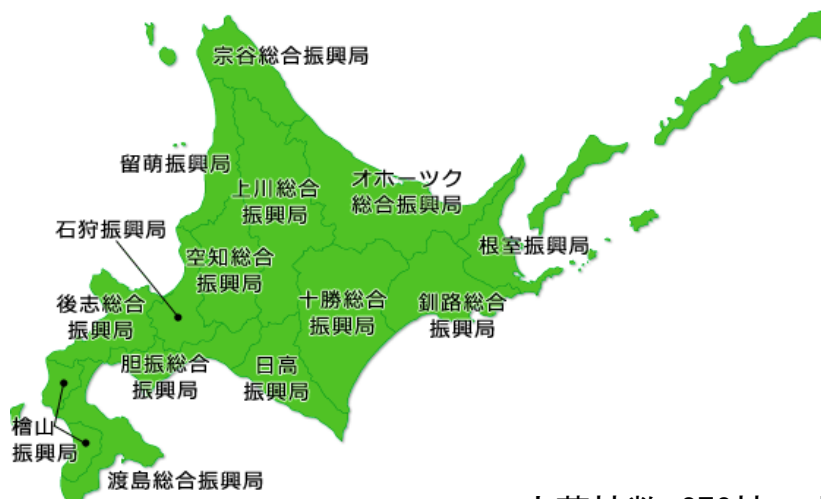 宗谷総合振興局
留萌振興局
上川総合
振興局
オホーツク
総合振興局
石狩振興局
空知総合
振興局
根室振興局
後志総合
振興局
十勝総合
振興局
釧路総合
振興局
胆振総合
振興局
日高
振興局
檜山
振興局
渡島総合振興局